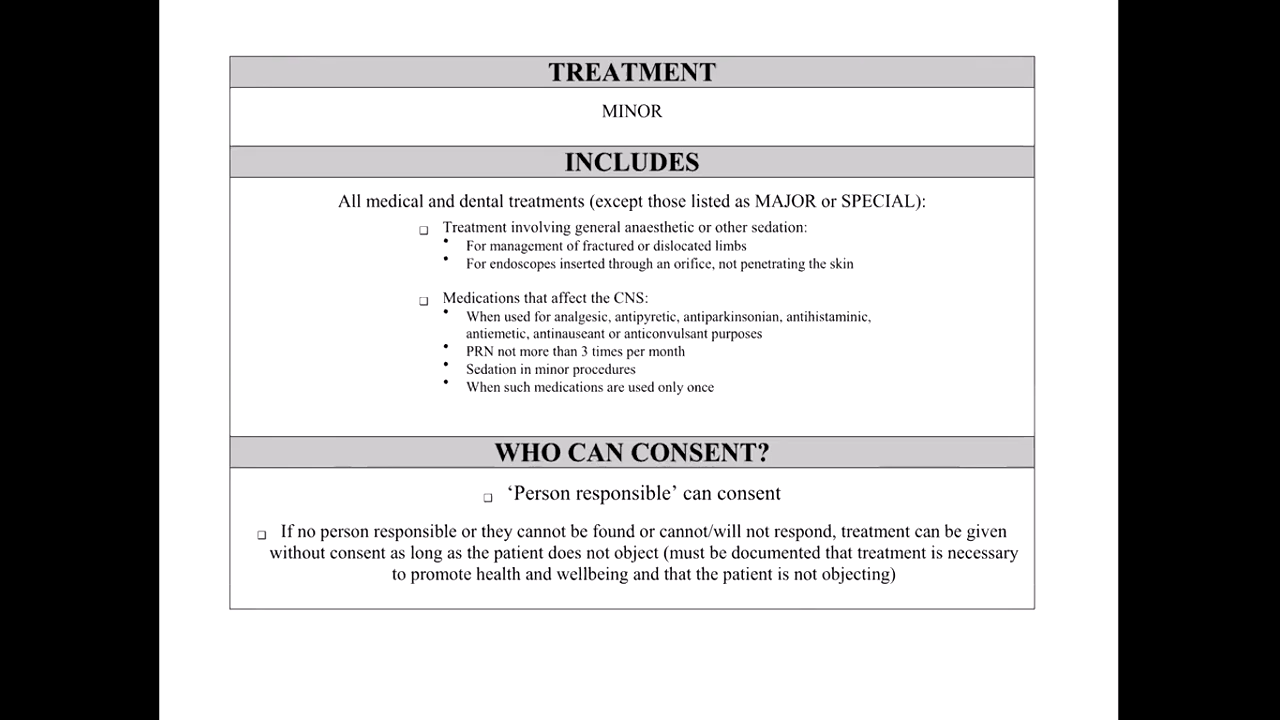 TREATMENT
MINOR
INCLUDES
All medical and dental treatments (except those listed as MAJOR or SPECIAL):
❑ Treatment involving general anaesthetic or other sedation:
• For management of fractured or dislocated limbs
• For endoscopes inserted through an orifice, not penetrating the skin
❑ Medications that affect the CNS:
• When used for analgesic, antipyretic, antiparkinsonian, antihistaminic,
antiemetic, antinauseant or anticonvulsant purposes
• PRN not more than 3 times per month
• Sedation in minor procedures
• When such medications are used only once
WHO CAN CONSENT?
❑ ‘Person responsible’ can consent
❑ If no person responsible or they cannot be found or cannot/will not respond, treatment can be given
without consent as long as the patient does not object (must be documented that treatment is necessary
to promote health and wellbeing and that the patient is not objecting)